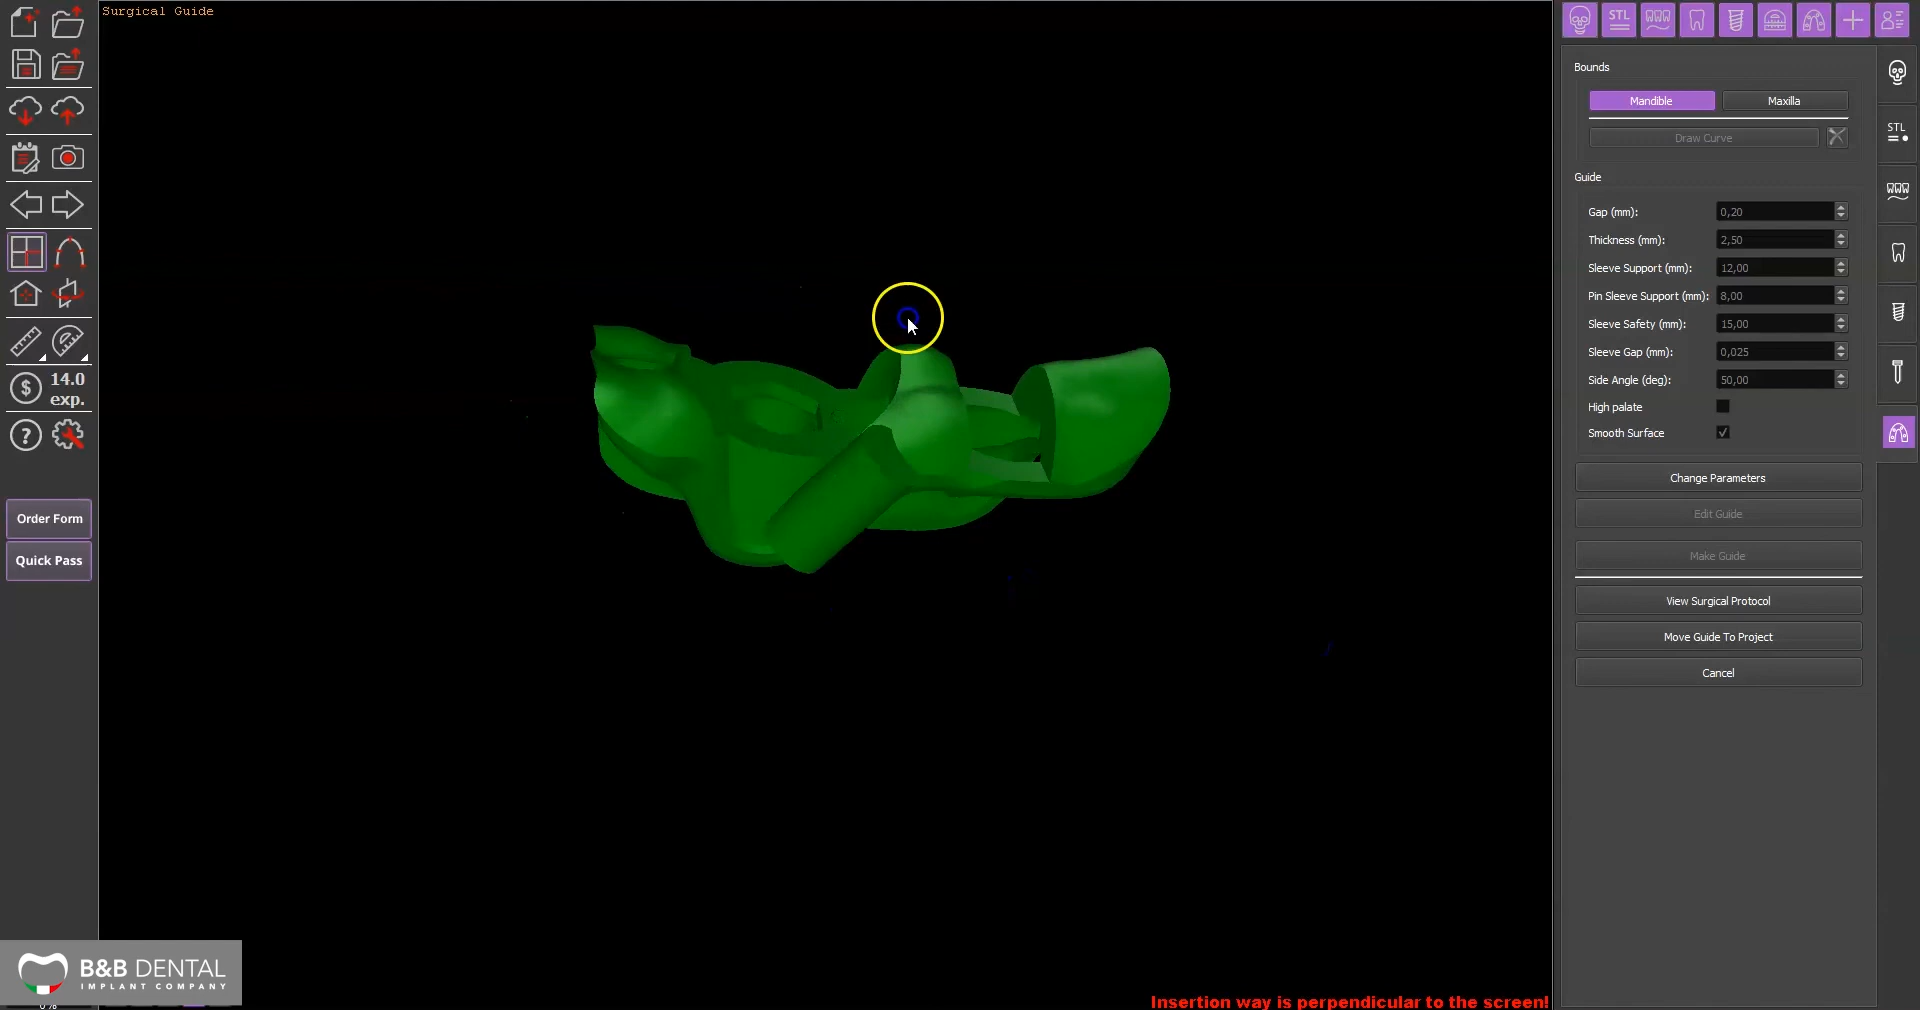 Surgical Guide
14.0
exp.
Order Form
Quick Pass
B&B DENTAL
IMPLANT COMPANY
0%
Insertion way is perpendicular to the screen!
STL
Bounds
Mandible
Maxilla
Draw Curve
Guide
Gap (mm):
0,20
Thickness (mm):
2,50
Sleeve Support (mm):
12,00
Pin Sleeve Support (mm):
8,00
Sleeve Safety (mm):
15,00
Sleeve Gap (mm):
0,025
Side Angle (deg):
50,00
High palate
Smooth Surface
Change Parameters
Edit Guide
Make Guide
View Surgical Protocol
Move Guide To Project
Cancel
STL